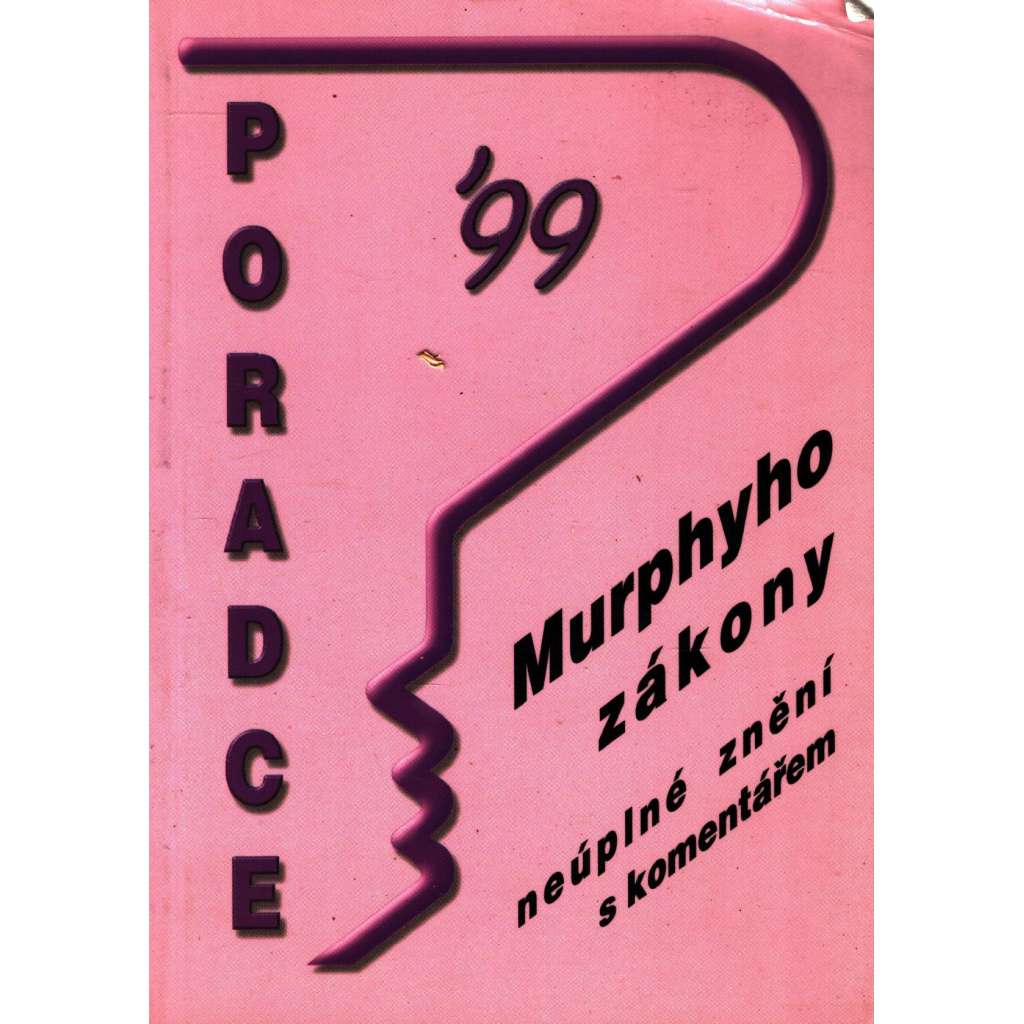 PORADCE
'99
Murphyho
zákony
neúplné znění
s komentářem